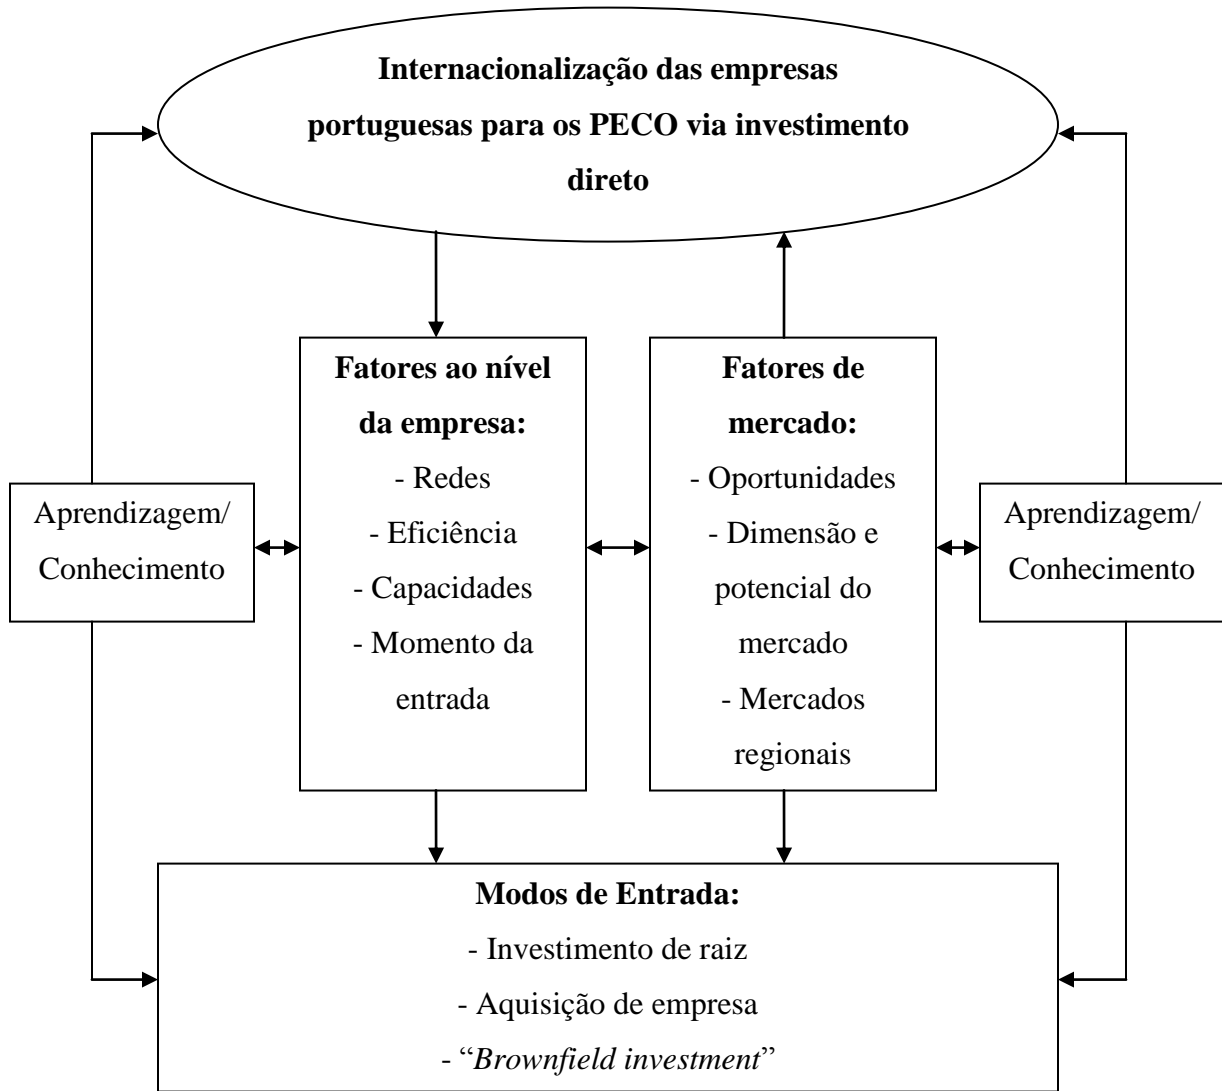 Internacionalização das empresas
portuguesas para os PECO via investimento
direto
Fatores ao nível
da empresa:
- Redes
- Eficiência
- Capacidades
- Momento da
entrada
Fatores de
mercado:
- Oportunidades
- Dimensão e
potencial do
mercado
- Mercados
regionais
Aprendizagem/
Conhecimento
Aprendizagem/
Conhecimento
Modos de Entrada:
- Investimento de raiz
- Aquisição de empresa
- “Brownfield investment”